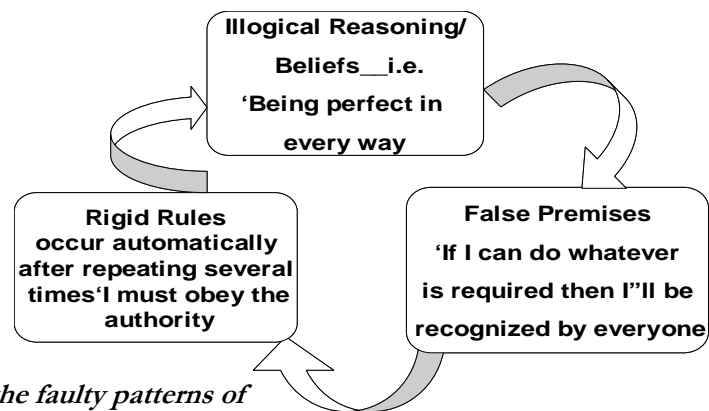 Illogical Reasoning/
Beliefs__i.e.
‘Being perfect in
every way
False Premises
‘If I can do whatever
is required then I”ll be
recognized by everyone
Rigid Rules
occur automatically
after repeating several
times‘I must obey the
authority
the faulty patterns of